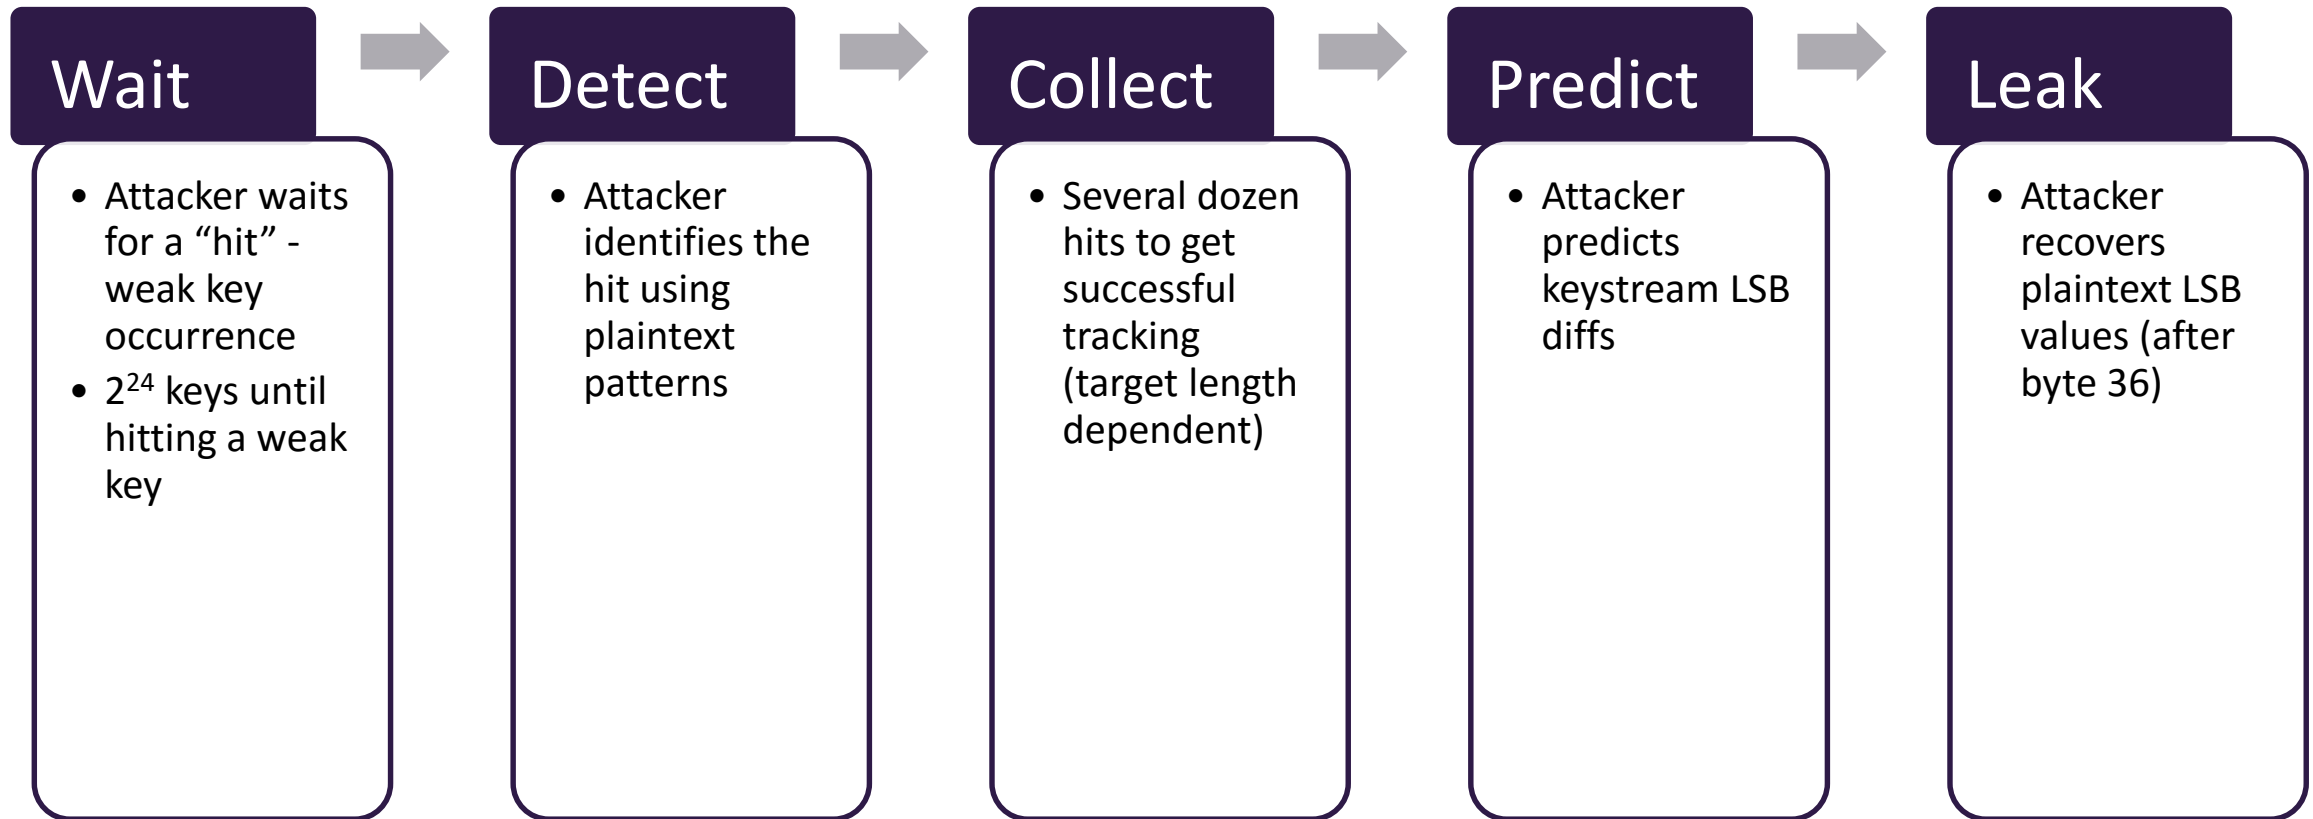 Wait
• Attacker waits
for a “hit” -
weak key
occurrence
• 2²⁴ keys until
hitting a weak
key
Detect
• Attacker
identifies the
hit using
plaintext
patterns
Collect
• Several dozen
hits to get
successful
tracking
(target length
dependent)
Predict
• Attacker
predicts
keystream LSB
diffs
Leak
• Attacker
recovers
plaintext LSB
values (after
byte 36)